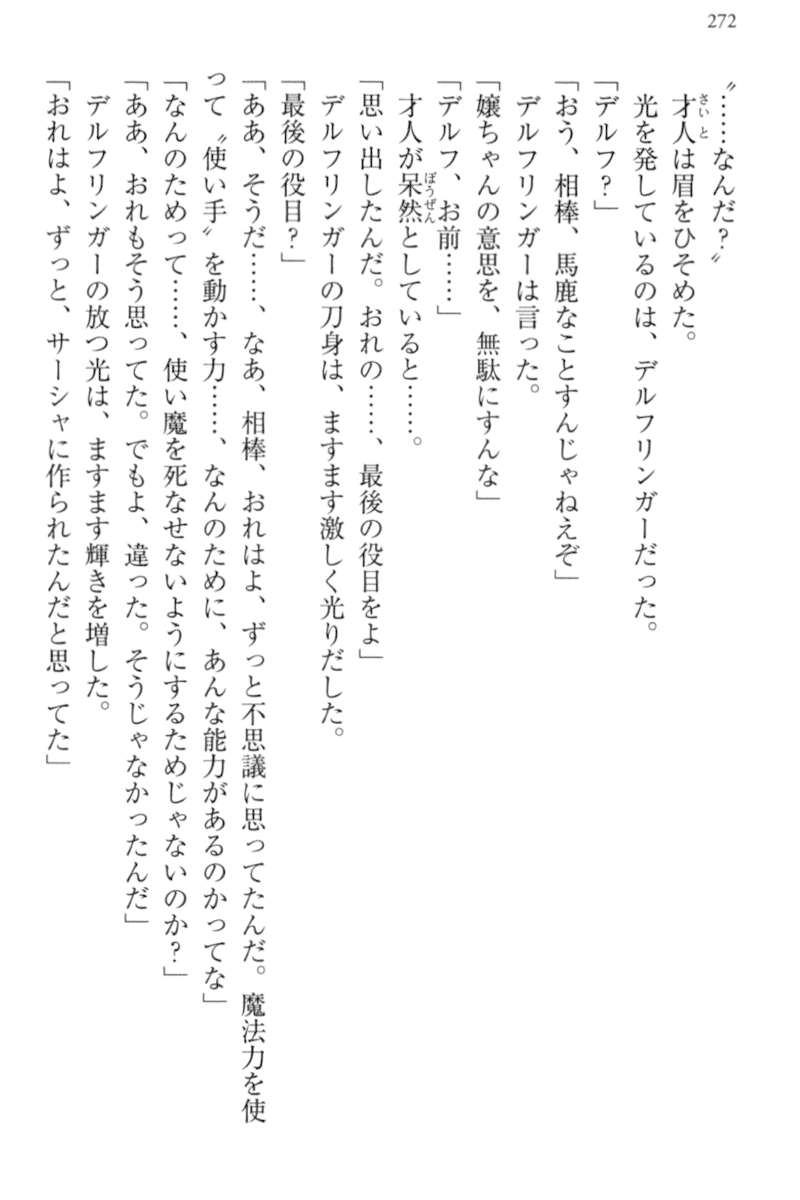 272
〝……なんだ？〟
才人は眉をひそめた。
光を発しているのは、デルフリンガーだった。
「デルフ？」
「おう、相棒、馬鹿なことすんじゃねえぞ」
デルフリンガーは言った。
「嬢ちゃんの意思を、無駄にすんな」
「デルフ、お前……」
才人が呆然としていると……。
「思い出したんだ。おれの……、最後の役目をよ」
デルフリンガーの刀身は、ますます激しく光りだした。
「最後の役目？」
「ああ、そうだ……、なあ、相棒、おれはよ、ずっと不思議に思ってたんだ。魔法力を使
って〝使い手〟を動かす力……、なんのために、あんな能力があるのかってな」
「なんのためって……、使い魔を死なせないようにするためじゃないのか？」
「ああ、おれもそう思ってた。でもよ、違った。そうじゃなかったんだ」
デルフリンガーの放つ光は、ますます輝きを増した。
「おれはよ、ずっと、サーシャに作られたんだと思ってた」